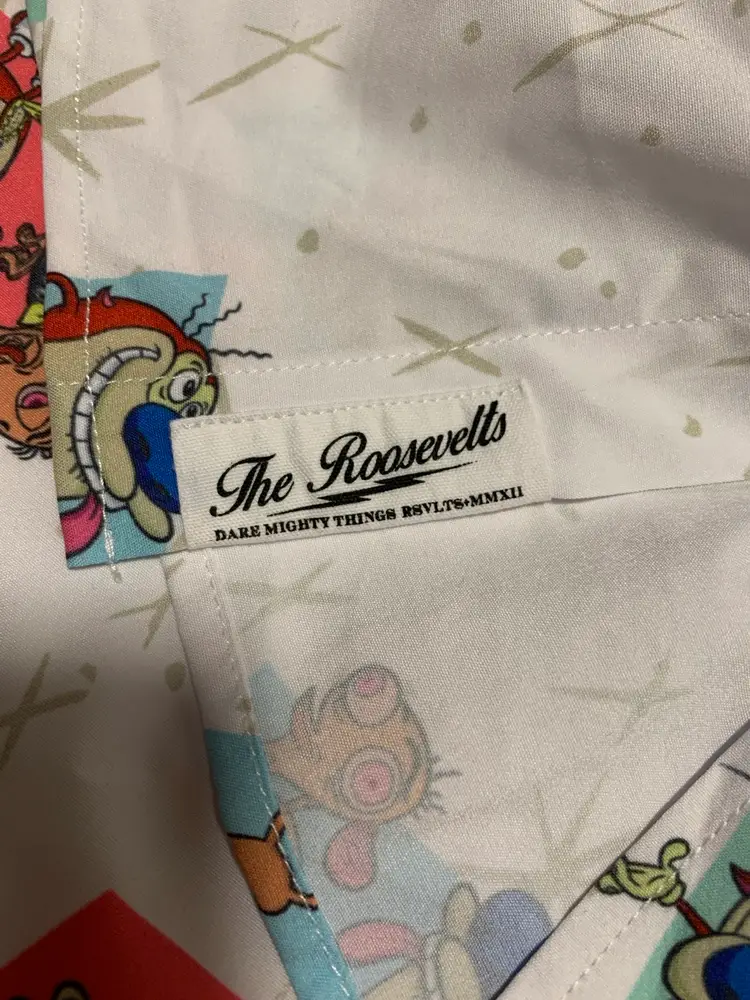 The Roosevelts
DARE MIGHTY THINGS RSVLTS+MMXII